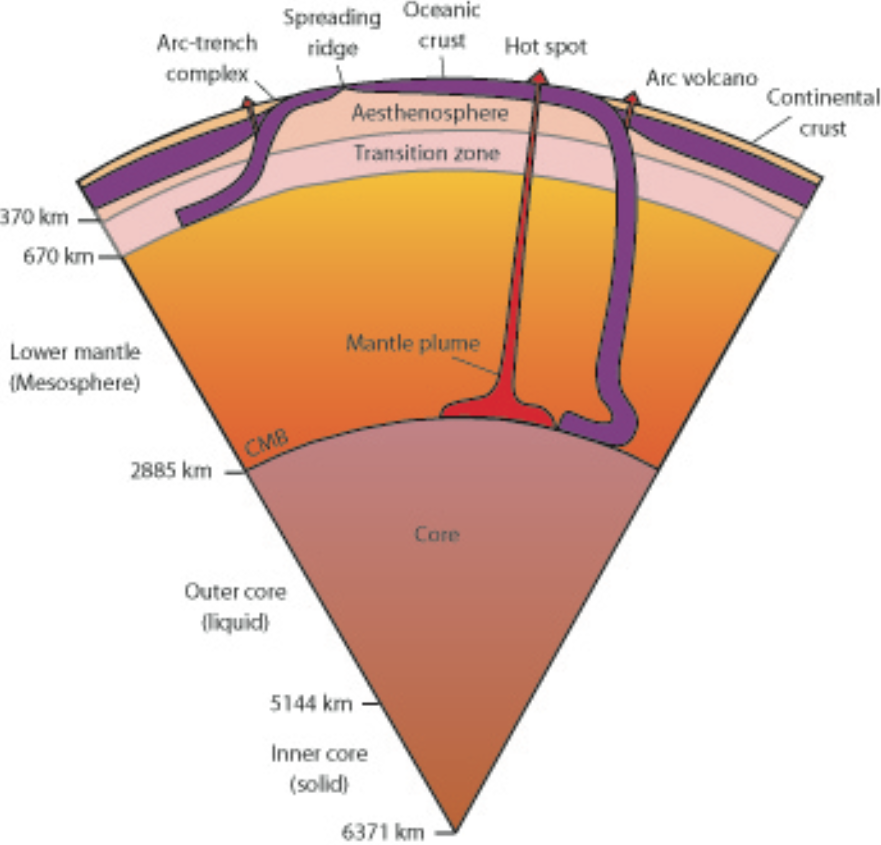 Arc-trench
complex
Spreading
ridge
Oceanic
crust
Hot spot
Arc volcano
Continental
crust
Aesthenosphere
Transition zone
370 km
670 km
Lower mantle
(Mesosphere)
Mantle plume
CMB
2885 km
Core
Outer core
(liquid)
5144 km
Inner core
(solid)
6371 km